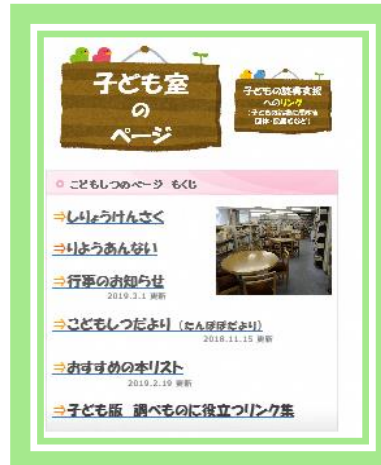 子ども室
の
ページ
子どもの読書支援
へのリンク
こどもしつのページ もくじ
⇒しりょうけんさく
⇒りようあんない
⇒行事のお知らせ
2019.3.1 更新
⇒こどもしつだより（たんぽぽだより）
2018.11.15 更新
⇒おすすめの本リスト
2019.2.19 更新
⇒子ども版 調べものに役立つリンク集